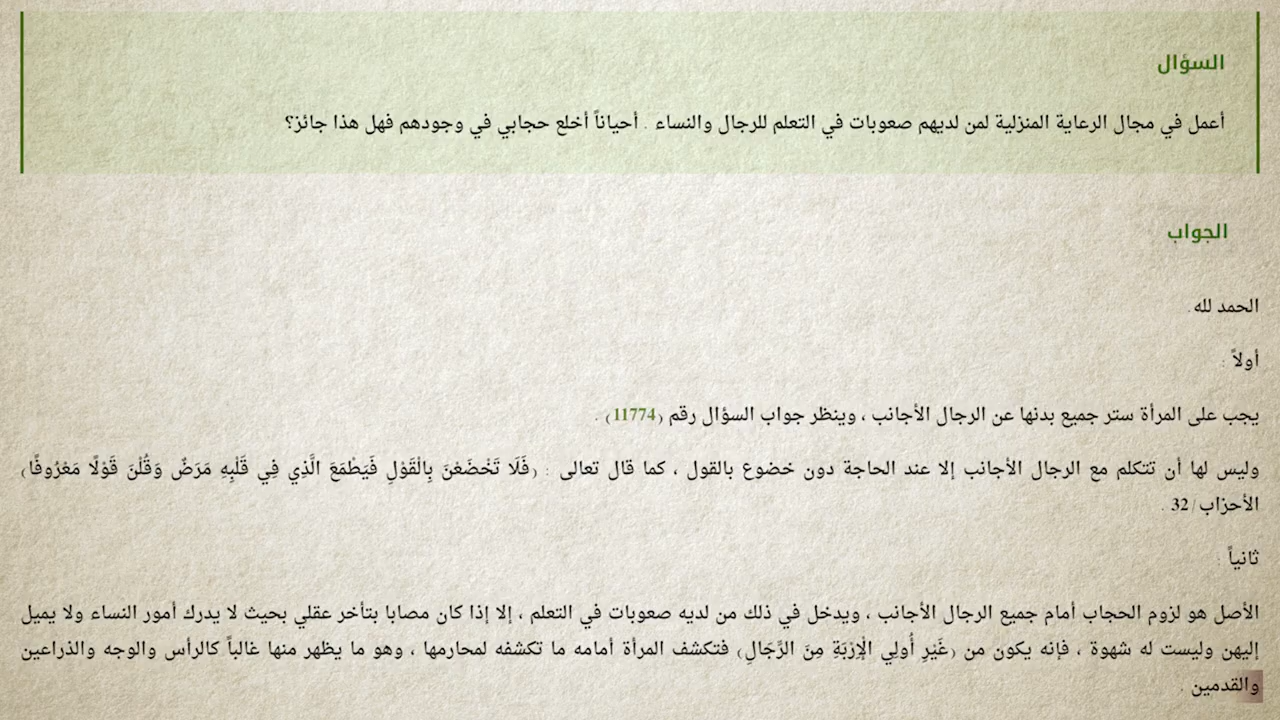 السؤال
أعمل في مجال الرعاية المنزلية لمن لديهم صعوبات في التعلم للرجال والنساء . أحياناً أخلع حجابي في وجودهم فهل هذا جائز؟
الجواب
الحمد لله.
أولاً :
يجب على المرأة ستر جميع بدنها عن الرجال الأجانب ، وينظر جواب السؤال رقم (11774) .
وليس لها أن تتكلم مع الرجال الأجانب إلا عند الحاجة دون خضوع بالقول ، كما قال تعالى : (فَلَا تَخْضَعْنَ بِالْقَوْلِ فَيَطْمَعَ الَّذِي فِي قَلْبِهِ مَرَضٌ وَقُلْنَ قَوْلًا مَعْرُوفًا)
الأحزاب/32 .
ثانياً :
الأصل هو لزوم الحجاب أمام جميع الرجال الأجانب ، ويدخل في ذلك من لديه صعوبات في التعلم ، إلا إذا كان مصابا بتأخر عقلي بحيث لا يدرك أمور النساء ولا يميل
إليهن وليست له شهوة ، فإنه يكون من (غَيْرِ أُولِي الْإِرْبَةِ مِنَ الرِّجَالِ) فتكشف المرأة أمامه ما تكشفه لمحارمها ، وهو ما يظهر منها غالباً كالرأس والوجه والذراعين
والقدمين .